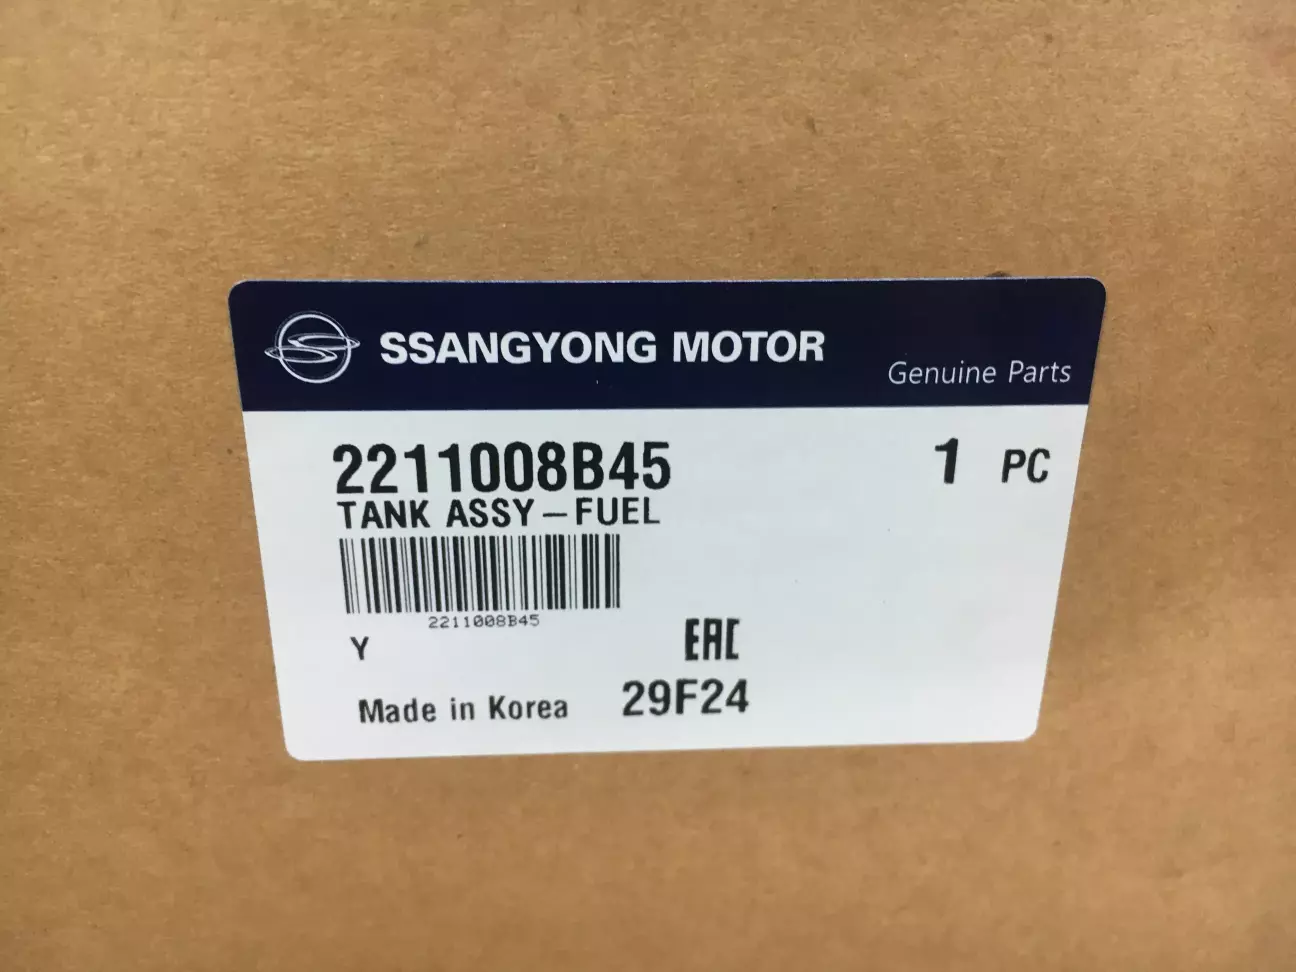 SSANGYONG MOTOR
Genuine Parts
2211008B45 1 PC
TANK ASSY-FUEL
2211008B45
Y EAC
Made in Korea 29F24